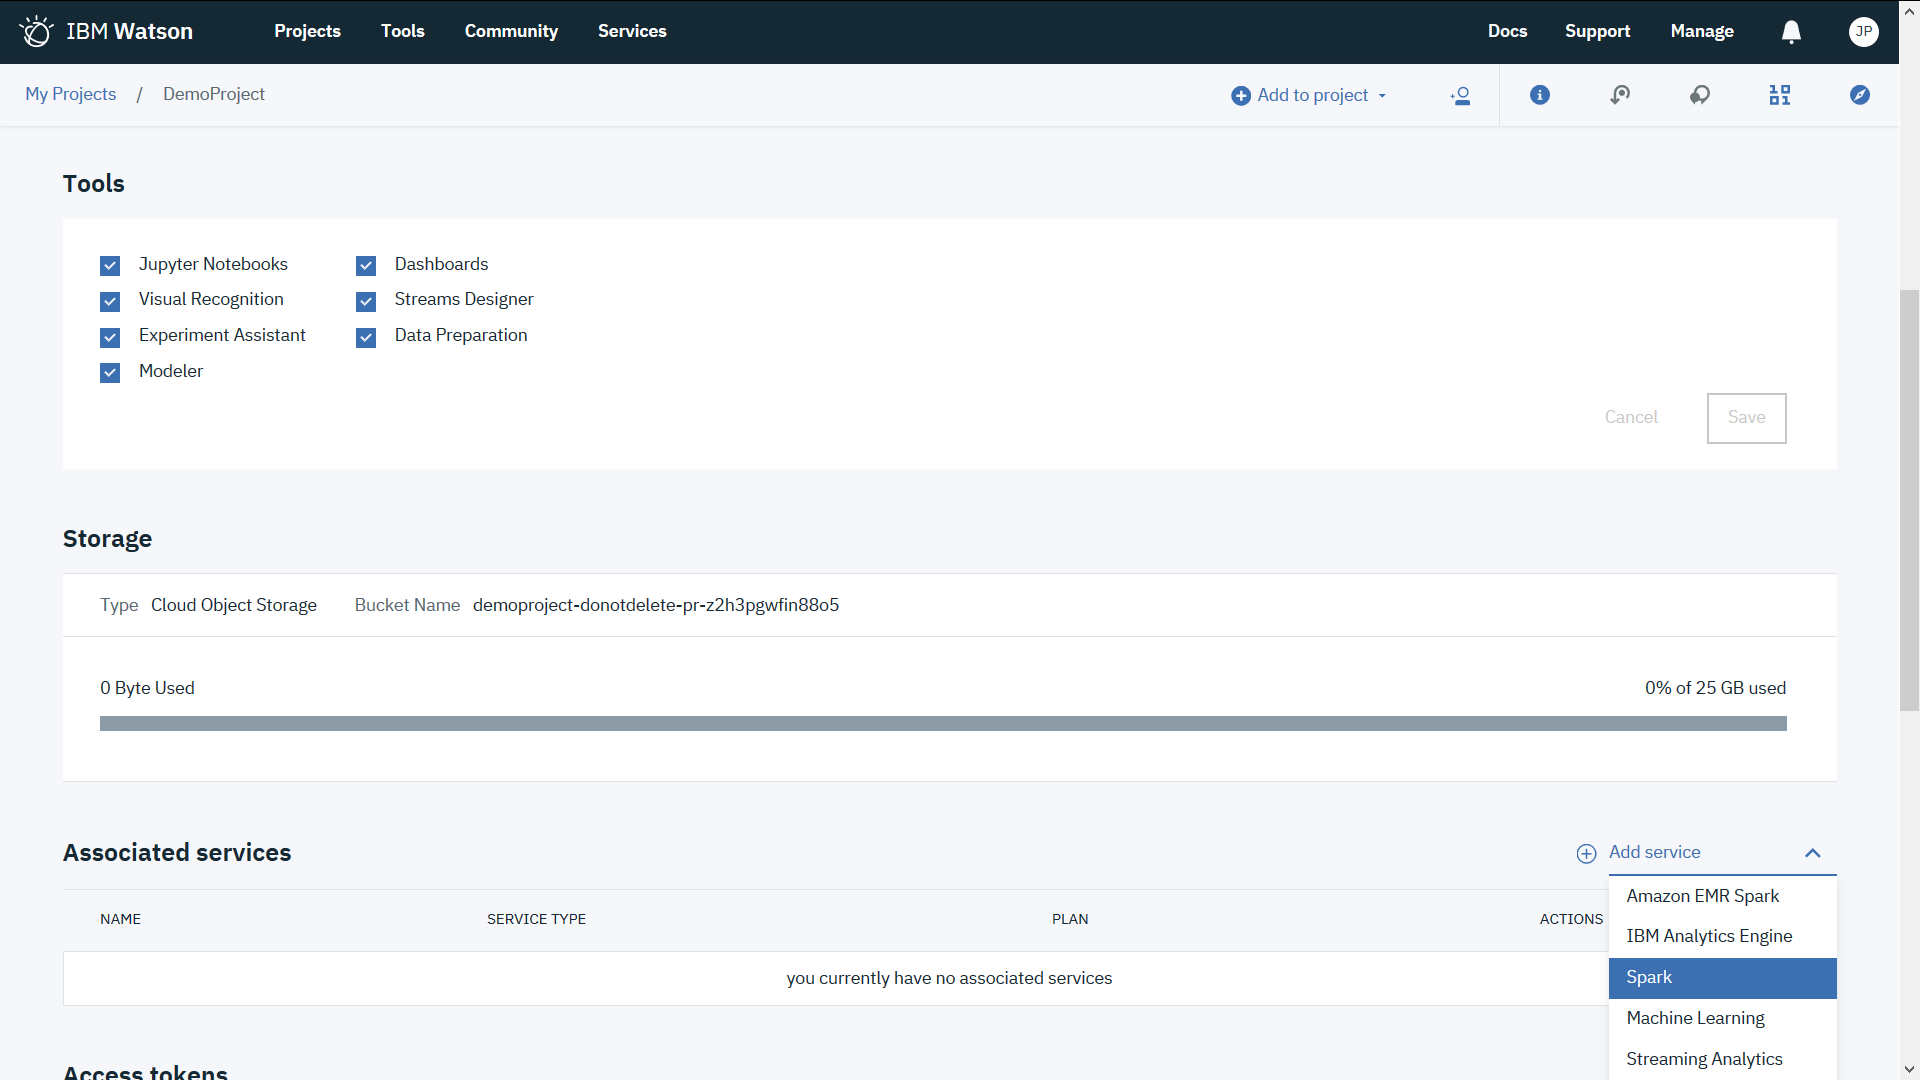 IBM Watson Projects Tools Community Services Docs Support Manage JP
My Projects / DemoProject Add to project
Tools
Jupyter Notebooks Dashboards
Visual Recognition Streams Designer
Experiment Assistant Data Preparation
Modeler
Cancel Save
Storage
Type Cloud Object Storage Bucket Name demoproject-donotdelete-pr-z2h3pgwfin88o5
0 Byte Used 0% of 25 GB used
Associated services Add service
Amazon EMR Spark
NAME SERVICE TYPE PLAN ACTIONS
IBM Analytics Engine
you currently have no associated services Spark
Machine Learning
Streaming Analytics
Access tokens